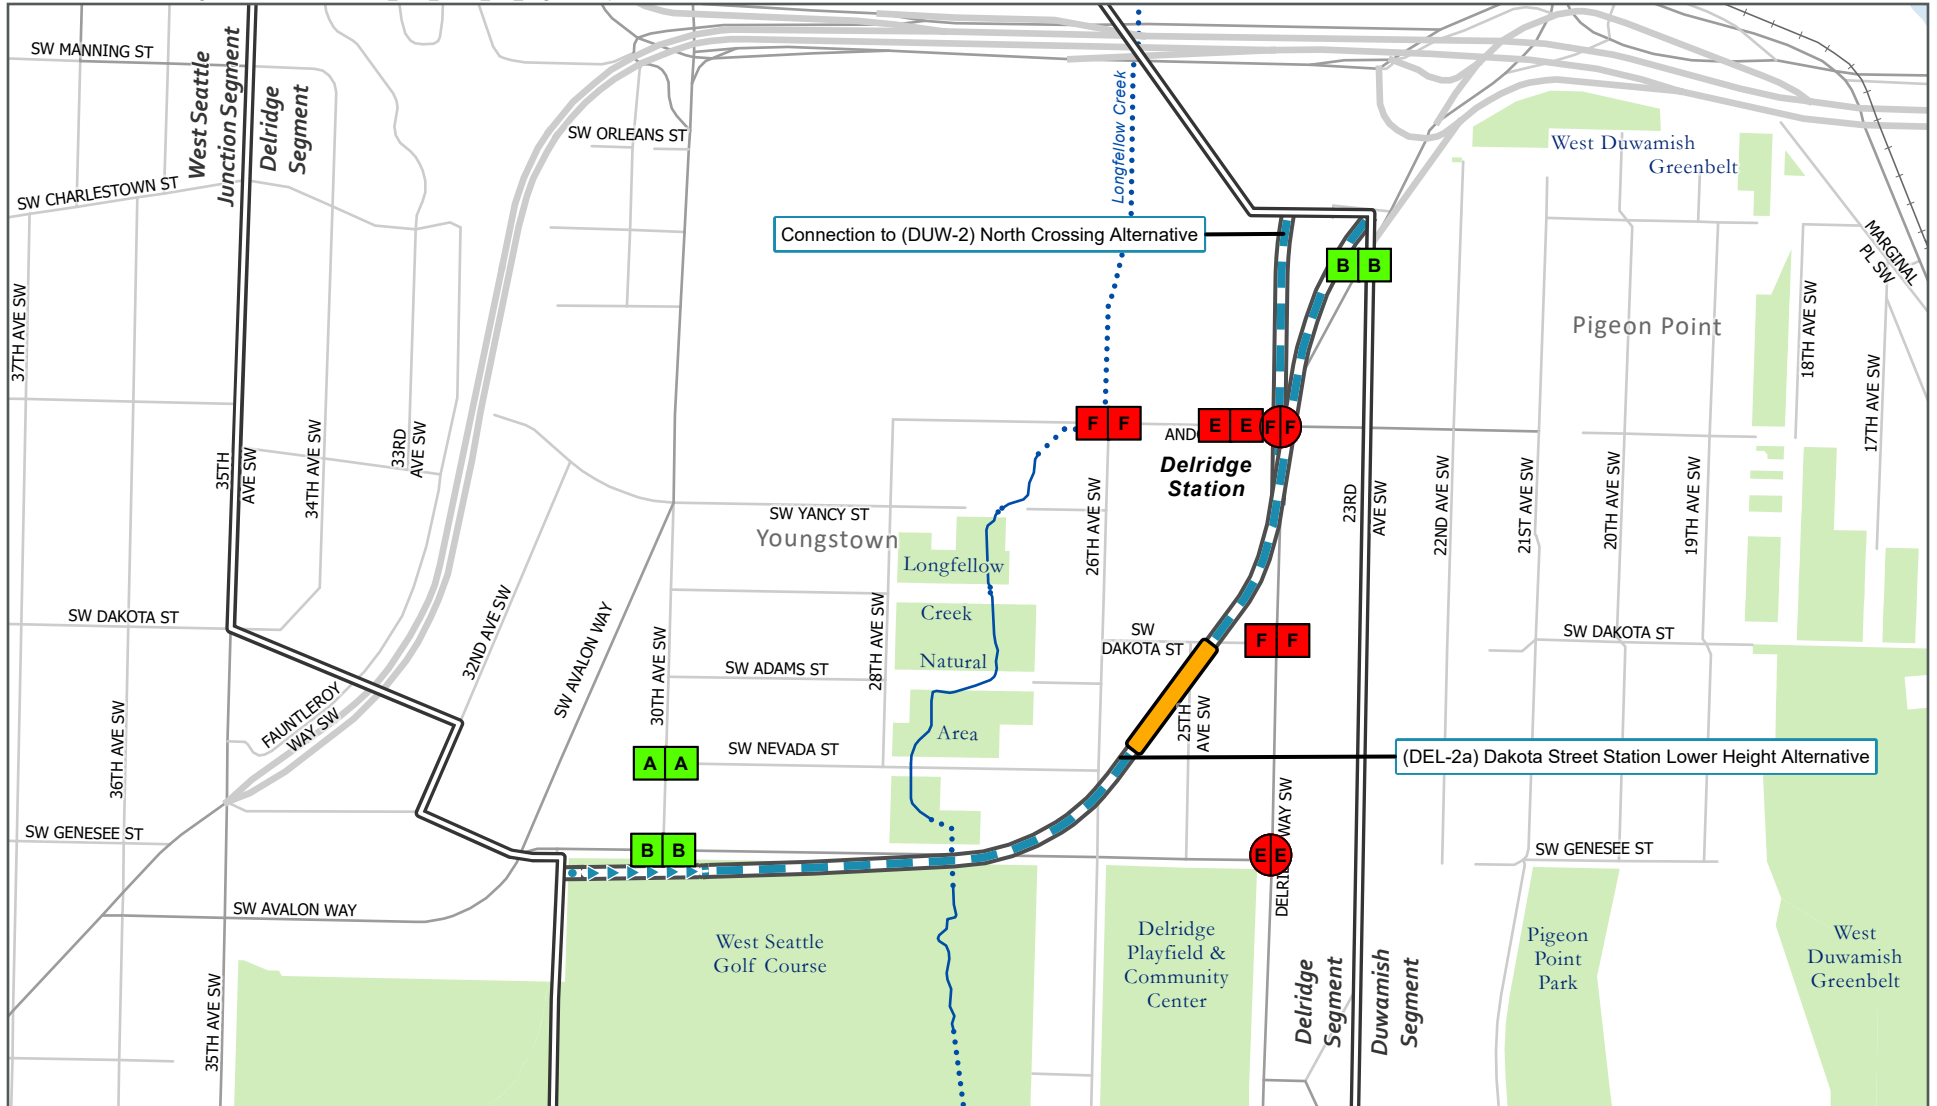 SW MANNING ST
West Seattle
Junction Segment
Delridge
Segment
SW ORLEANS ST
SW CHARLESTOWN ST
Longfellow Creek
West Duwamish
Greenbelt
MARGINAL
PL SW
Connection to (DUW-2) North Crossing Alternative
B B
37TH AVE SW
18TH AVE SW
Pigeon Point
17TH AVE SW
F F
E E
F F
AND
Delridge
Station
35TH
AVE SW
34TH AVE SW
33RD
AVE SW
SW YANCY ST
Youngstown
26TH AVE SW
23RD
AVE SW
22ND AVE SW
21ST AVE SW
20TH AVE SW
19TH AVE SW
Longfellow
Creek
Natural
Area
SW DAKOTA ST
32ND AVE SW
SW AVALON WAY
30TH AVE SW
28TH AVE SW
SW ADAMS ST
SW
DAKOTA ST
F F
SW DAKOTA ST
36TH AVE SW
FAUNTLEROY
WAY SW
25TH
AVE SW
SW NEVADA ST
A A
(DEL-2a) Dakota Street Station Lower Height Alternative
SW GENESEE ST
B B
E E
DELRI
WAY SW
SW GENESEE ST
SW AVALON WAY
35TH AVE SW
West Seattle
Golf Course
Delridge
Playfield &
Community
Center
Delridge
Segment
Duwamish
Segment
Pigeon
Point
Park
West
Duwamish
Greenbelt